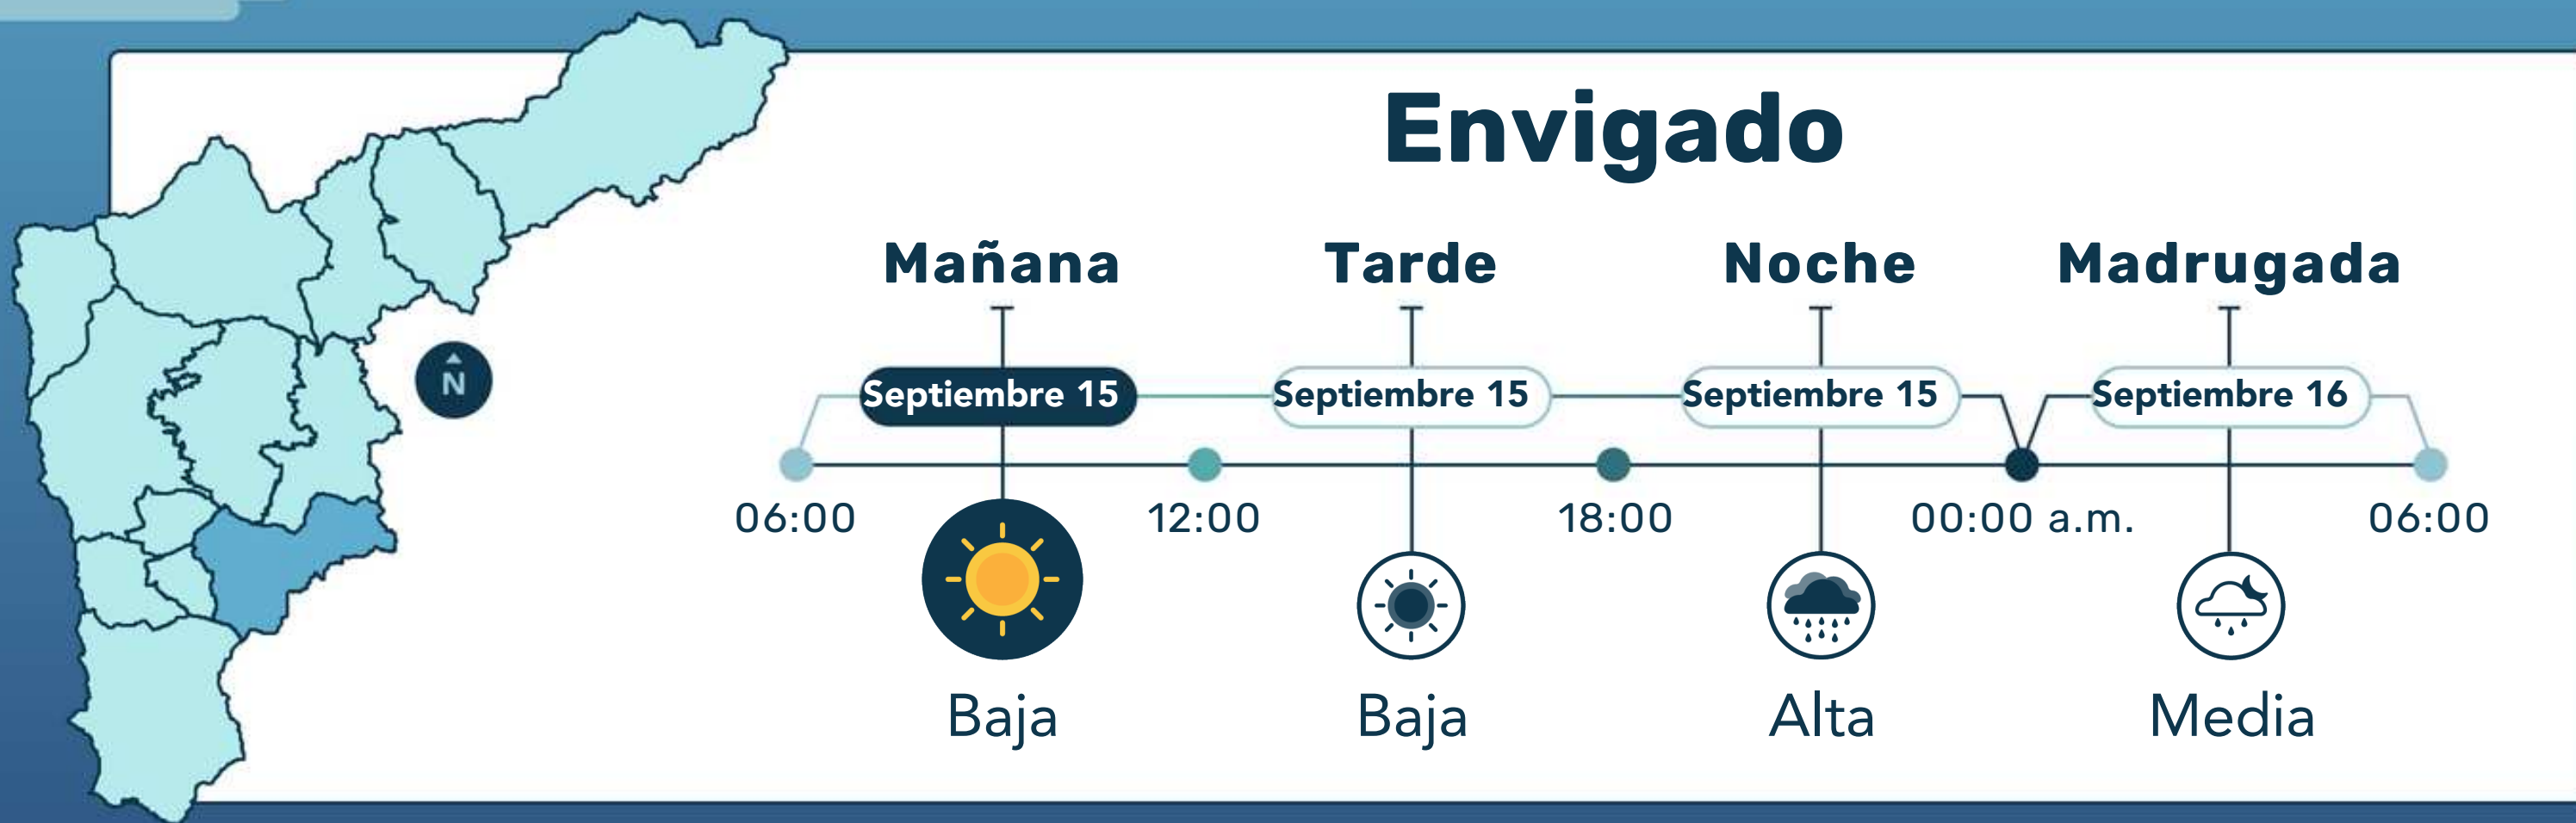 Envigado
Mañana Tarde Noche Madrugada
N
Septiembre 15 Septiembre 15 Septiembre 15 Septiembre 16
06:00 12:00 18:00 00:00 a.m. 06:00
Baja Baja Alta Media